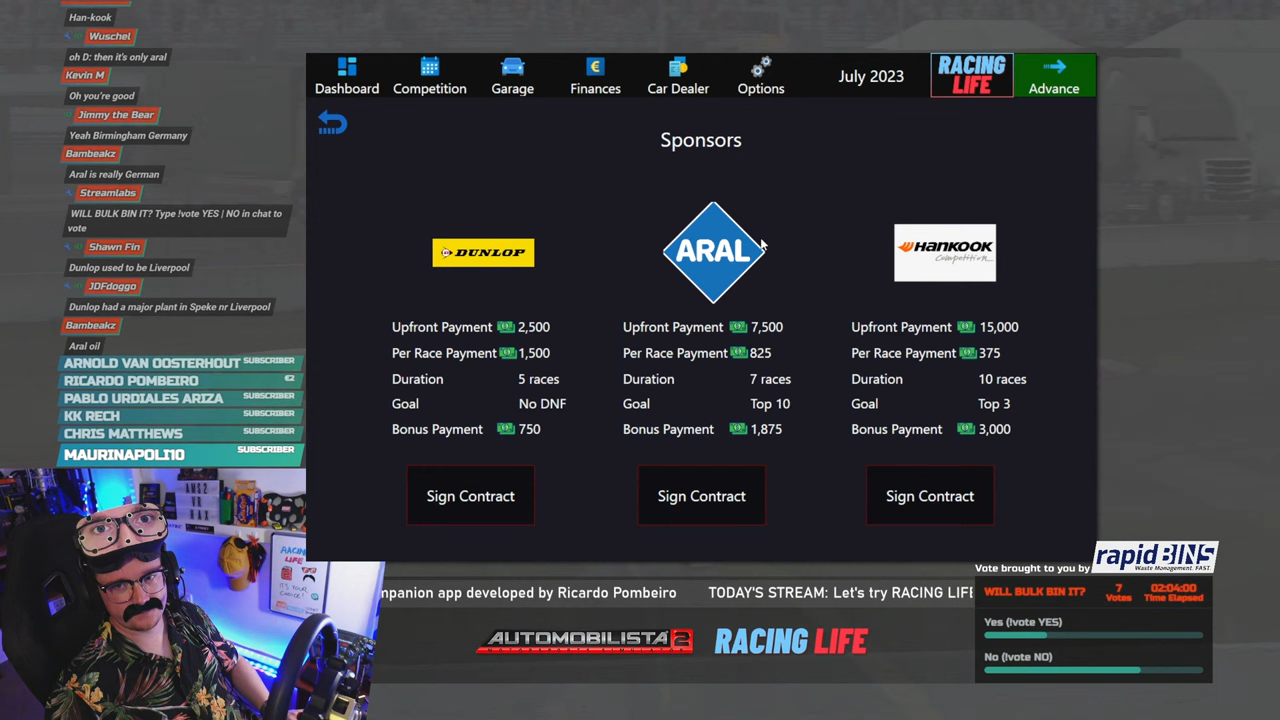 Han-kook
Wuschel
oh D: then it's only aral
Kevin M
Oh you're good
Jimmy the Bear
Yeah Birmingham Germany
Bambeakz
Aral is really German
Streamlabs
WILL BULK BIN IT? Type !vote YES | NO in chat to
vote
Shawn Fin
Dunlop used to be Liverpool
JDFdoggo
Dunlop had a major plant in Speke nr Liverpool
Bambeakz
Aral oil
ARNOLD VAN OOSTERHOUT SUBSCRIBER
RICARDO POMBEIRO €2
PABLO URDIALES ARIZA SUBSCRIBER
KK RECH SUBSCRIBER
CHRIS MATTHEWS SUBSCRIBER
MAURINAPOLI10 SUBSCRIBER
Dashboard Competition Garage Finances Car Dealer Options July 2023 RACING LIFE Advance
Sponsors
DUNLOP ARAL HANKOOK
competition
Upfront Payment 2,500 Upfront Payment 7,500 Upfront Payment 15,000
Per Race Payment 1,500 Per Race Payment 825 Per Race Payment 375
Duration 5 races Duration 7 races Duration 10 races
Goal No DNF Goal Top 10 Goal Top 3
Bonus Payment 750 Bonus Payment 1,875 Bonus Payment 3,000
Sign Contract Sign Contract Sign Contract
AMS2
VR
RACING
LIFE
IT'S YOUR
CHOICE!
Vote brought to you by rapidBINS
Waste Management. FAST.
mpanion app developed by Ricardo Pombeiro TODAY'S STREAM: Let's try RACING LIFE
AUTOMOBILISTA 2 RACING LIFE
WILL BULK BIN IT? 7 Votes 02:04:00 Time Elapsed
Yes (!vote YES)
No (!vote NO)